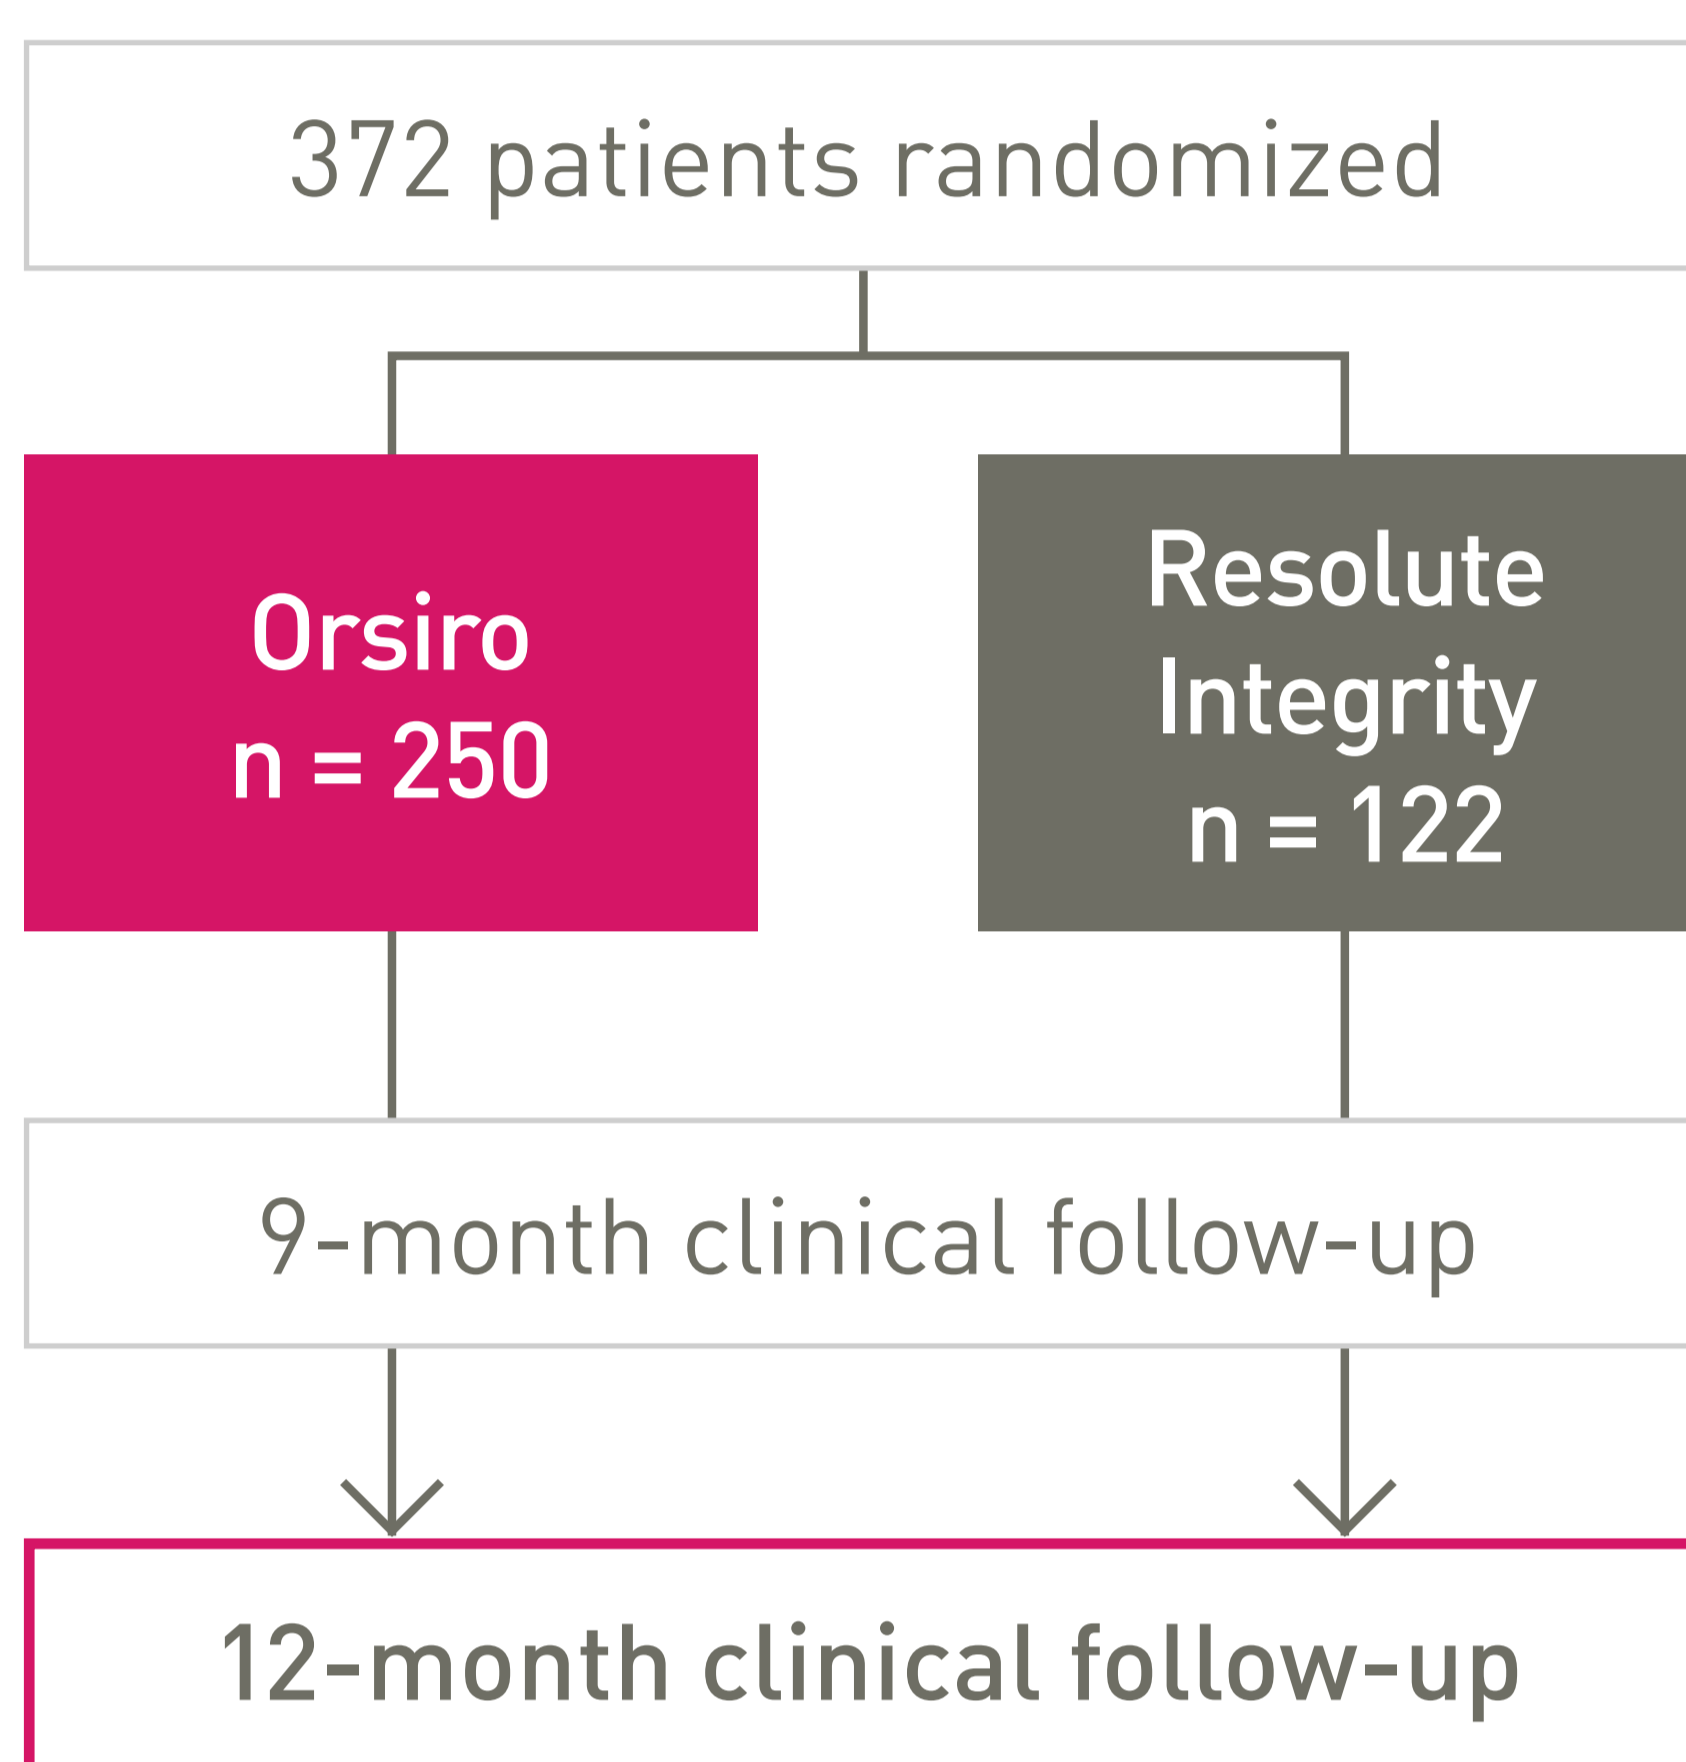 372 patients randomized
Orsiro
n = 250
Resolute
Integrity
n = 122
9-month clinical follow-up
12-month clinical follow-up